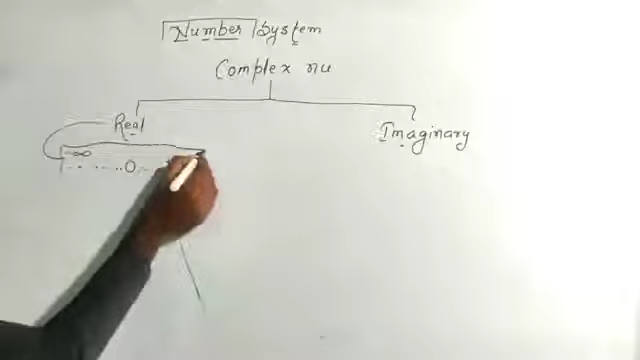 Number System
Complex nu
Real
Imaginary
-∞
.. .....0..